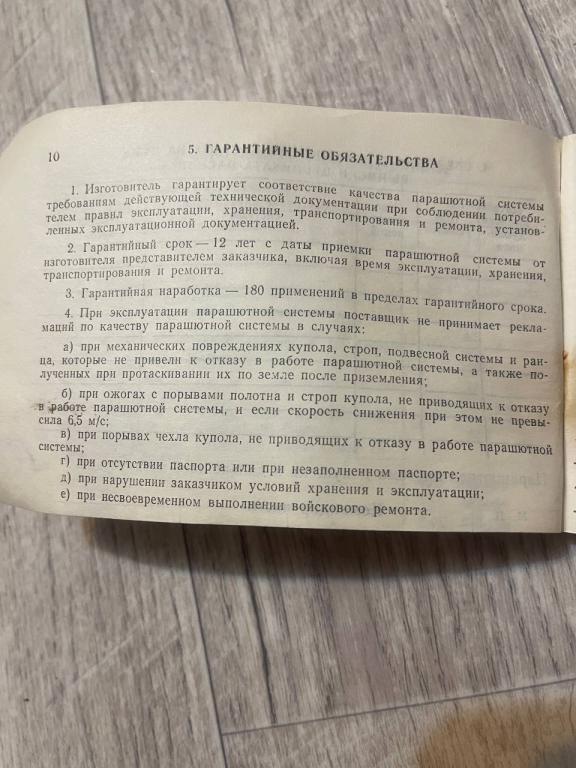 10
5. ГАРАНТИЙНЫЕ ОБЯЗАТЕЛЬСТВА
1. Изготовитель гарантирует соответствие качества парашютной системы
требованиям действующей технической документации при соблюдении потреби-
телем правил эксплуатации, хранения, транспортирования и ремонта, установ-
ленных эксплуатационной документацией.
2. Гарантийный срок — 12 лет с даты приемки парашютной системы от
изготовителя представителем заказчика, включая время эксплуатации, хранения,
транспортирования и ремонта.
3. Гарантийная наработка — 180 применений в пределах гарантийного срока.
4. При эксплуатации парашютной системы поставщик не принимает рекла-
маций по качеству парашютной системы в случаях:
а) при механических повреждениях купола, строп, подвесной системы и ран-
ца, которые не привели к отказу в работе парашютной системы, а также по-
лученных при протаскивании их по земле после приземления;
б) при ожогах с порывами полотна и строп купола, не приводящих к отказу
в работе парашютной системы, и если скорость снижения при этом не превы-
сила 6,5 м/с;
в) при порывах чехла купола, не приводящих к отказу в работе парашютной
системы;
г) при отсутствии паспорта или при незаполненном паспорте;
д) при нарушении заказчиком условий хранения и эксплуатации;
е) при несвоевременном выполнении войскового ремонта.